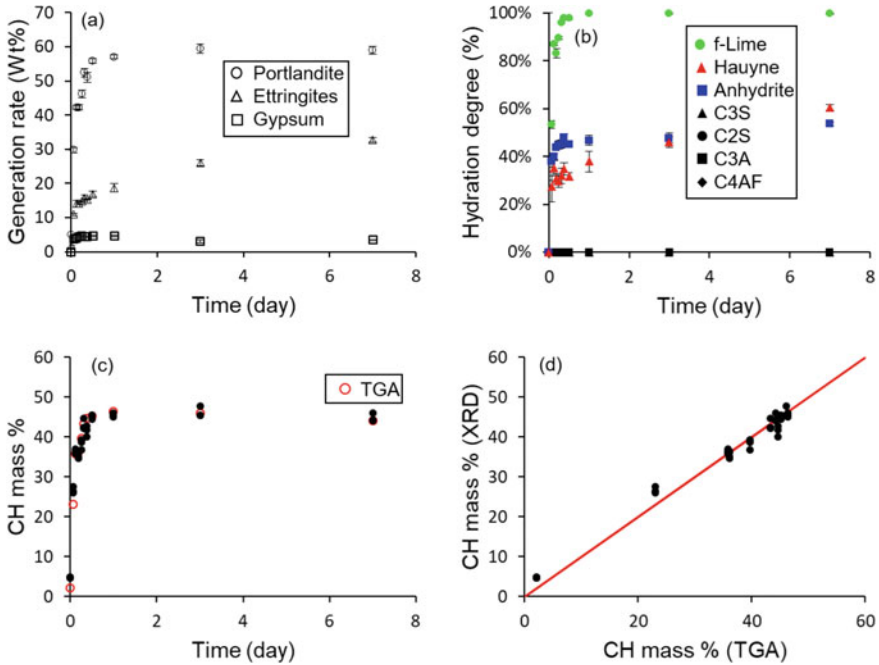 (a)
Generation rate (Wt%)
70
60
50
40
30
20
10
0
Portlandite
Ettringites
Gypsum
0 2 4 6 8
Time (day)
(b)
Hydration degree (%)
100%
80%
60%
40%
20%
0%
f-Lime
Hauyne
Anhydrite
C3S
C2S
C3A
C4AF
0 2 4 6 8
Time (day)
(c)
CH mass %
60
50
40
30
20
10
0
TGA
0 2 4 6 8
Time (day)
(d)
CH mass % (XRD)
60
50
40
30
20
10
0
0 20 40 60
CH mass % (TGA)